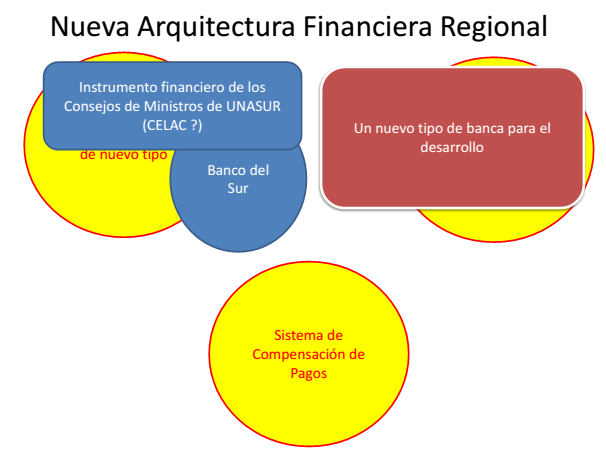 Nueva Arquitectura Financiera Regional
Instrumento financiero de los
Consejos de Ministros de UNASUR
(CELAC ?)
de nuevo tipo
Banco del
Sur
Un nuevo tipo de banca para el
desarrollo
Sistema de
Compensación de
Pagos